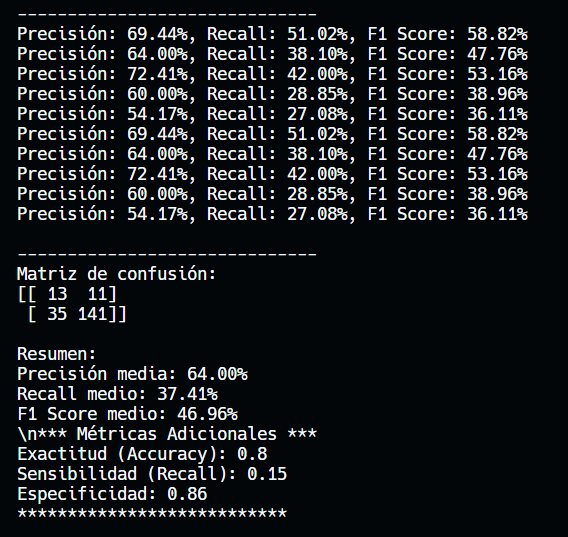 ------------------------------
Precisión: 69.44%, Recall: 51.02%, F1 Score: 58.82%
Precisión: 64.00%, Recall: 38.10%, F1 Score: 47.76%
Precisión: 72.41%, Recall: 42.00%, F1 Score: 53.16%
Precisión: 60.00%, Recall: 28.85%, F1 Score: 38.96%
Precisión: 54.17%, Recall: 27.08%, F1 Score: 36.11%
Precisión: 69.44%, Recall: 51.02%, F1 Score: 58.82%
Precisión: 64.00%, Recall: 38.10%, F1 Score: 47.76%
Precisión: 72.41%, Recall: 42.00%, F1 Score: 53.16%
Precisión: 60.00%, Recall: 28.85%, F1 Score: 38.96%
Precisión: 54.17%, Recall: 27.08%, F1 Score: 36.11%

------------------------------
Matriz de confusión:
[[ 13  11]
 [ 35 141]]

Resumen:
Precisión media: 64.00%
Recall medio: 37.41%
F1 Score medio: 46.96%
\n*** Métricas Adicionales ***
Exactitud (Accuracy): 0.8
Sensibilidad (Recall): 0.15
Especificidad: 0.86
***************************